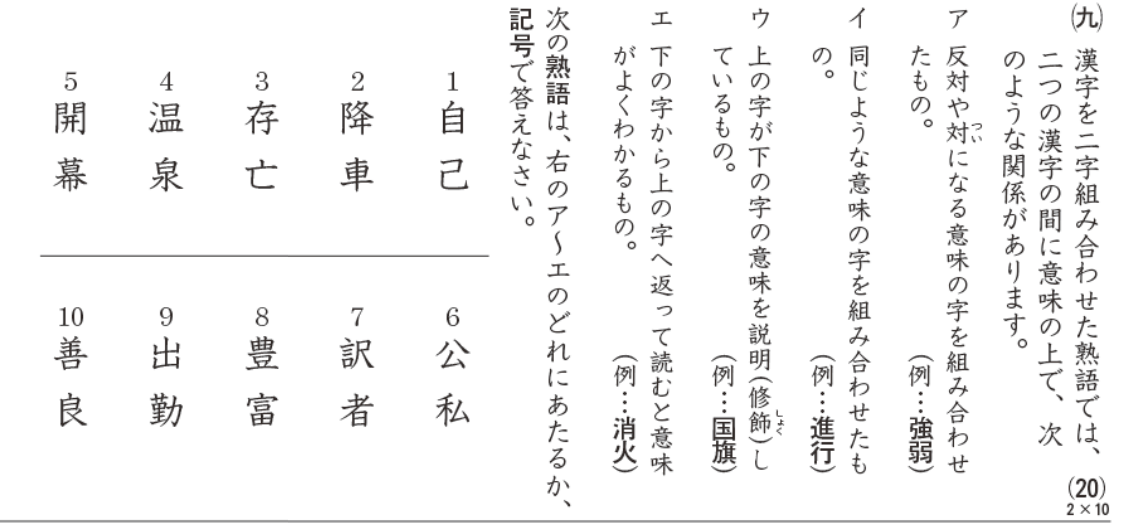 (九) 漢字を二字組み合わせた熟語では、
二つの漢字の間に意味の上で、次
のような関係があります。
(20)
2×10
ア 反対や対になる意味の字を組み合わせ
つい
たもの。 (例…強弱)
イ 同じような意味の字を組み合わせたも
の。 (例…進行)
ウ 上の字が下の字の意味を説明(修飾)し
しょく
ているもの。 (例…国旗)
エ 下の字から上の字へ返って読むと意味
がよくわかるもの。 (例…消火)
次の熟語は、右のア〜エのどれにあたるか、
記号で答えなさい。
1 自己
2 降車
3 存亡
4 温泉
5 開幕
6 公私
7 訳者
8 豊富
9 出勤
10 善良